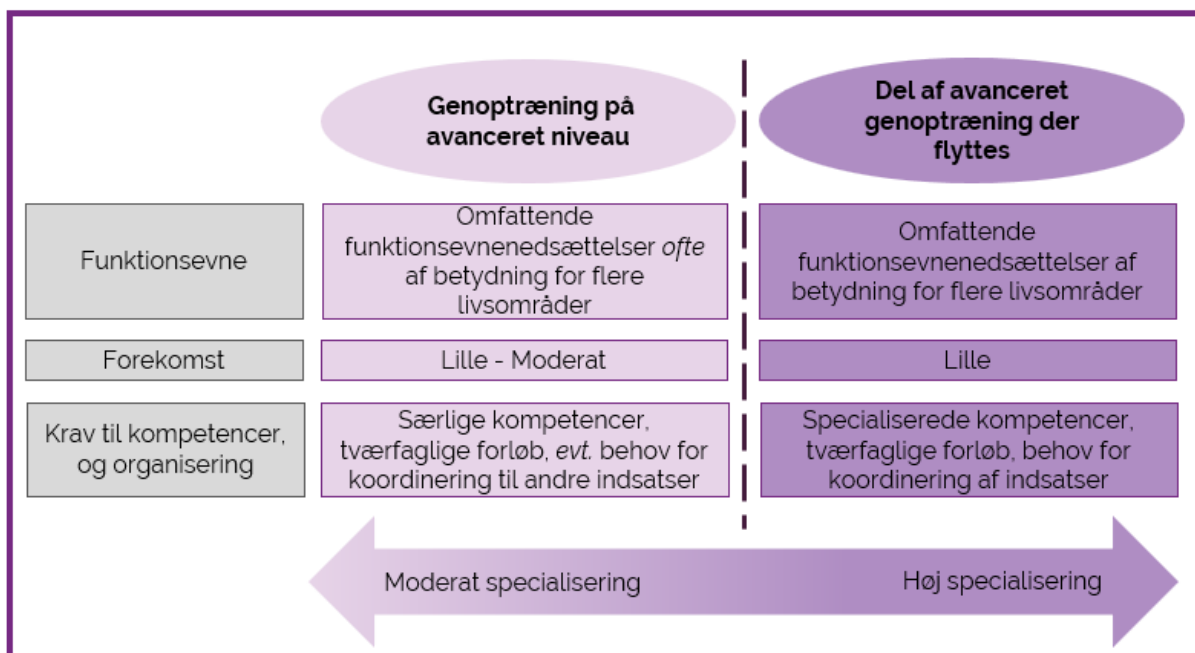 Genoptræning på
avanceret niveau
Del af avanceret
genoptræning der
flyttes
Funktionsevne
Omfattende
funktionsevnenedsættelser ofte
af betydning for flere
livsområder
Omfattende
funktionsevnenedsættelser af
betydning for flere livsområder
Forekomst
Lille - Moderat
Lille
Krav til kompetencer,
og organisering
Særlige kompetencer,
tværfaglige forløb, evt. behov for
koordinering til andre indsatser
Specialiserede kompetencer,
tværfaglige forløb, behov for
koordinering af indsatser
Moderat specialisering
Høj specialisering